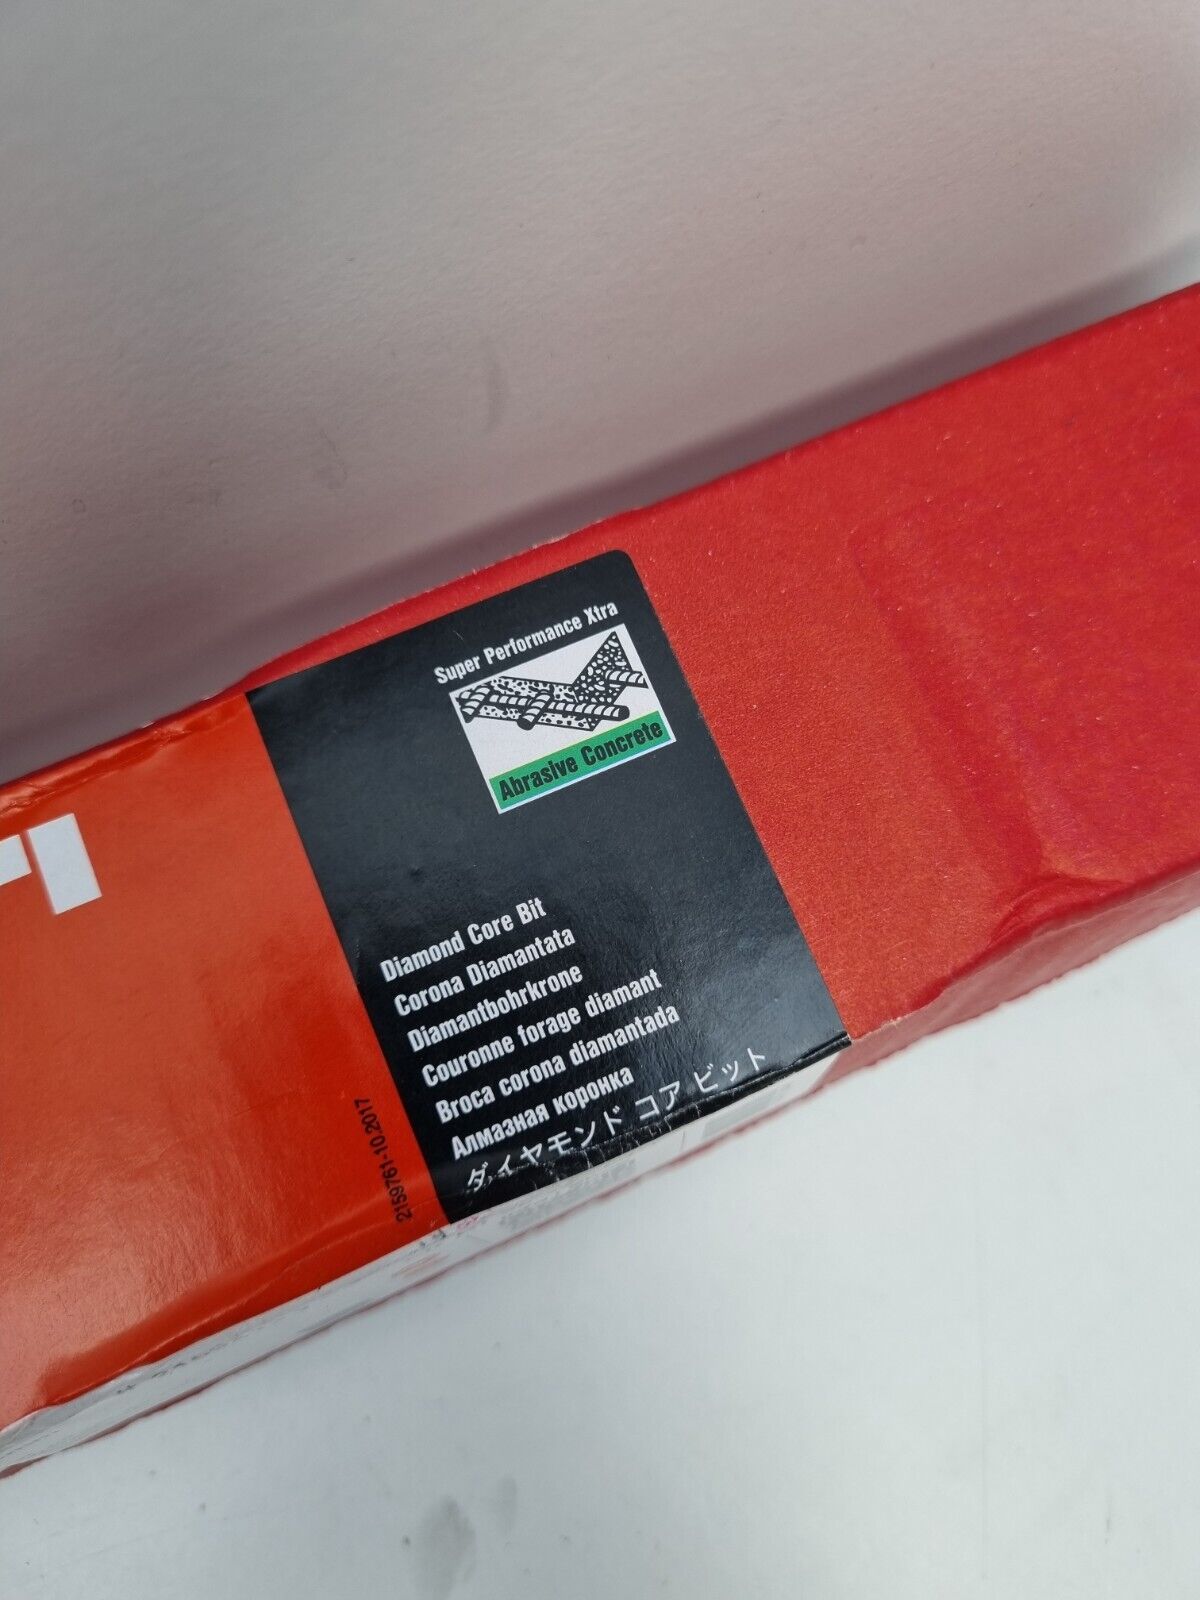 Super Performance Xtra
Abrasive Concrete
Diamond Core Bit
Corona Diamantata
Diamantbohrkrone
Couronne forage diamant
Broca corona diamantada
Алмазная коронка
ダイヤモンド コア ビット
2159761-10.2017